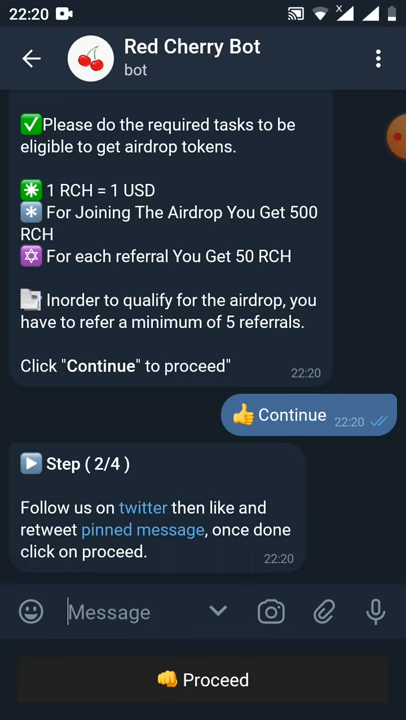 22:20
Red Cherry Bot
bot
✅Please do the required tasks to be
eligible to get airdrop tokens.
✳️ 1 RCH = 1 USD
*️⃣ For Joining The Airdrop You Get 500
RCH
🔯 For each referral You Get 50 RCH
📑 Inorder to qualify for the airdrop, you
have to refer a minimum of 5 referrals.
Click "Continue" to proceed"
22:20
👍 Continue 22:20
▶️ Step ( 2/4 )
Follow us on twitter then like and
retweet pinned message, once done
click on proceed.
22:20
Message
👊 Proceed